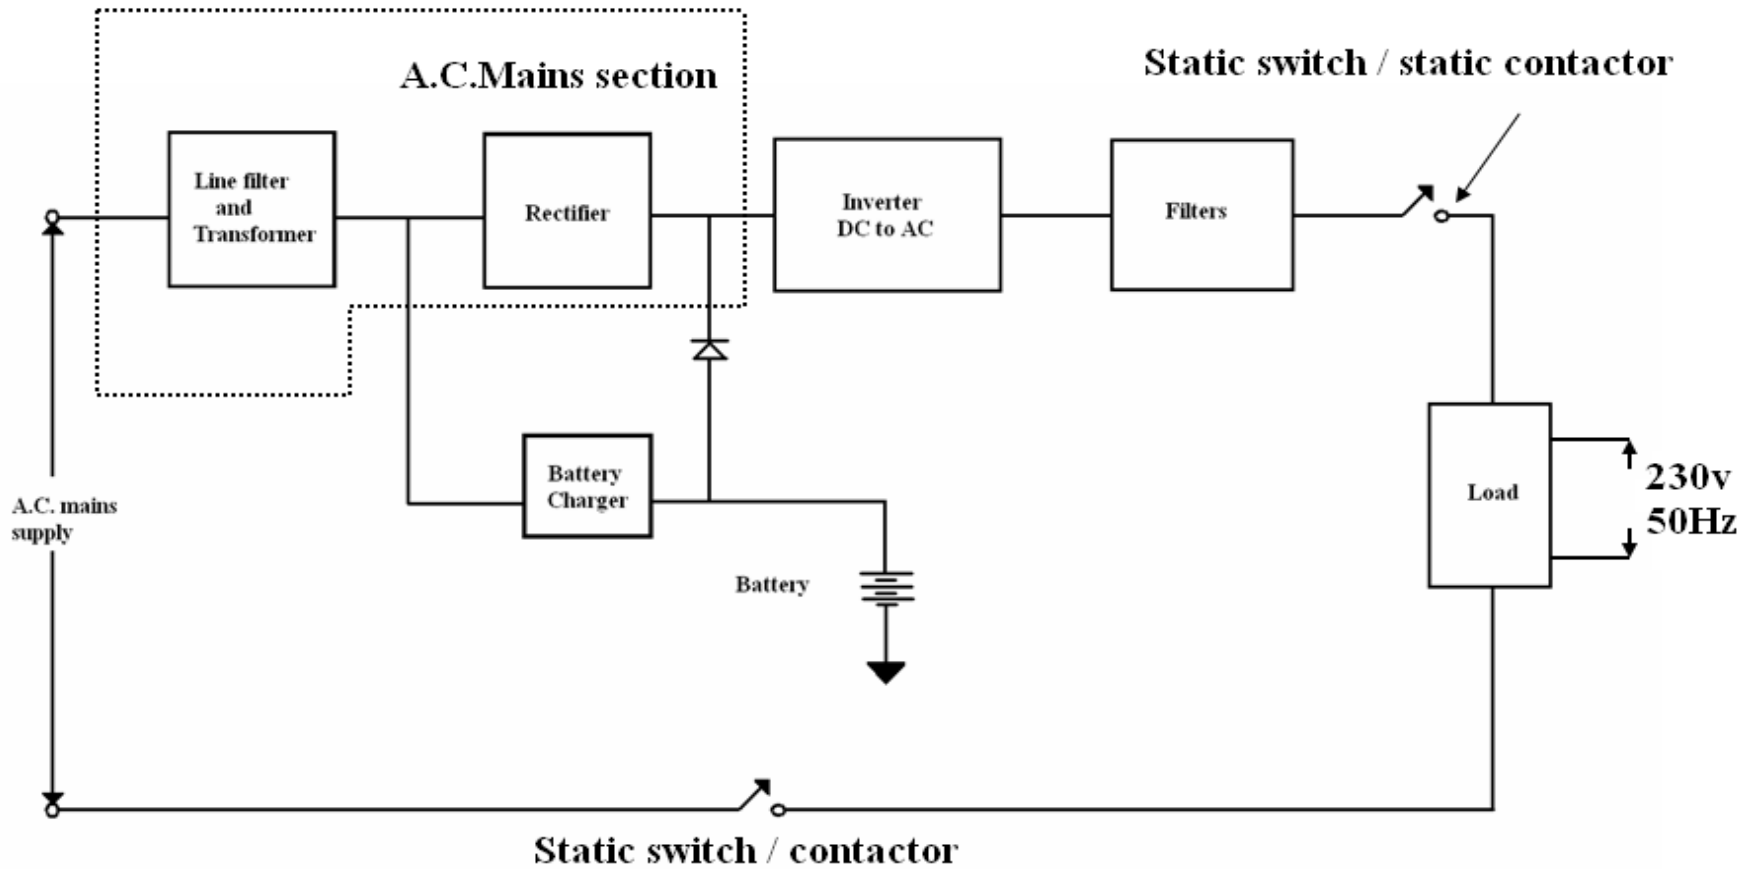 Static switch / static contactor
A.C.Mains section
Line filter
and
Transformer
Rectifier
Inverter
DC to AC
Filters
Battery
Charger
Load
230v
50Hz
A.C. mains
supply
Battery
Static switch / contactor